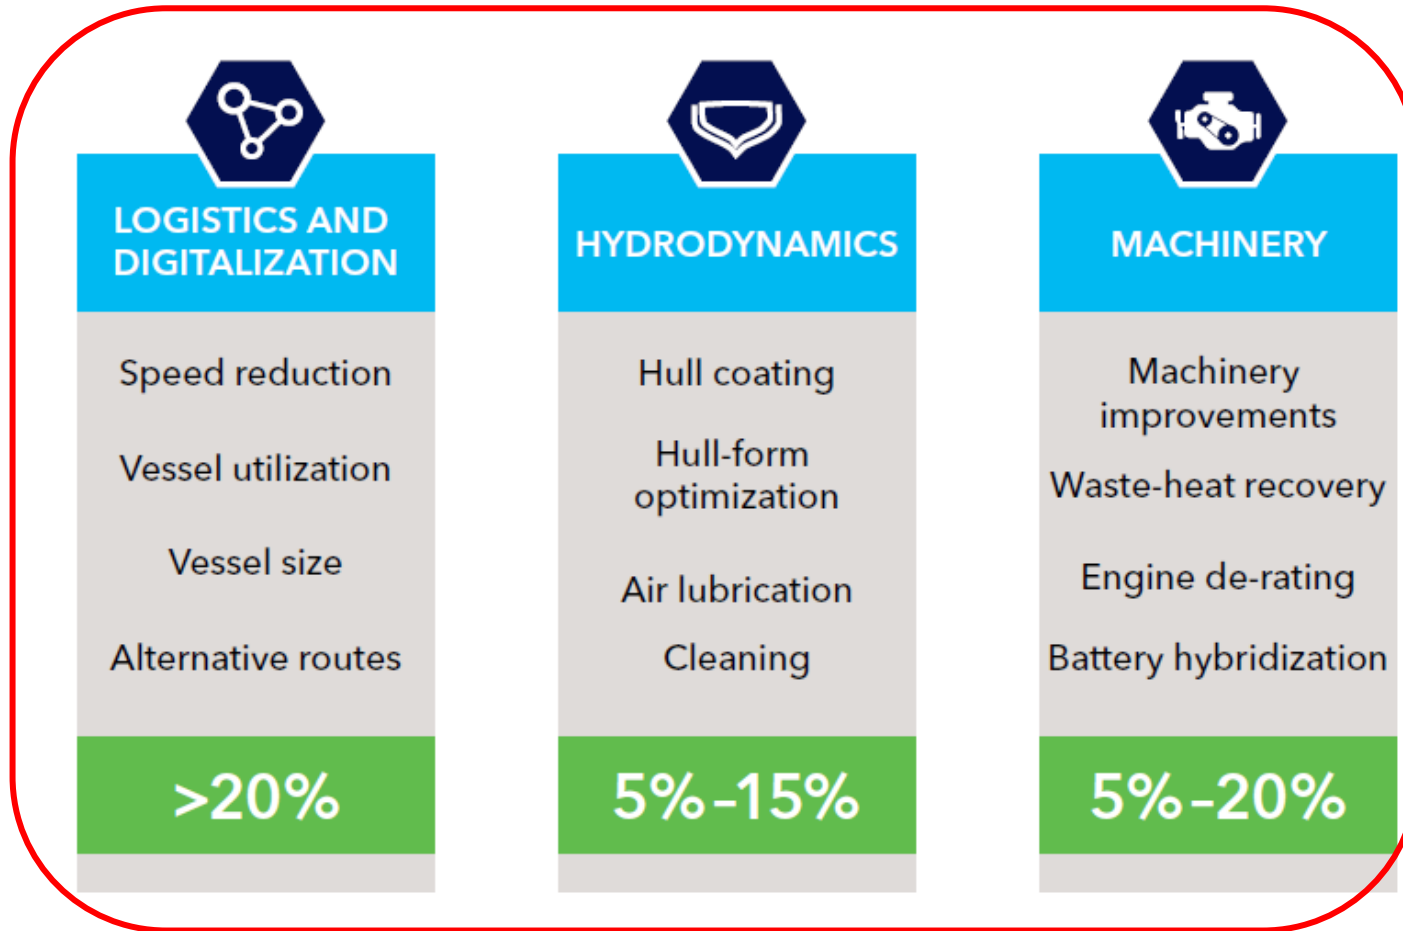 LOGISTICS AND
DIGITALIZATION
Speed reduction
Vessel utilization
Vessel size
Alternative routes
>20%
HYDRODYNAMICS
Hull coating
Hull-form
optimization
Air lubrication
Cleaning
5%–15%
MACHINERY
Machinery
improvements
Waste-heat recovery
Engine de-rating
Battery hybridization
5%–20%